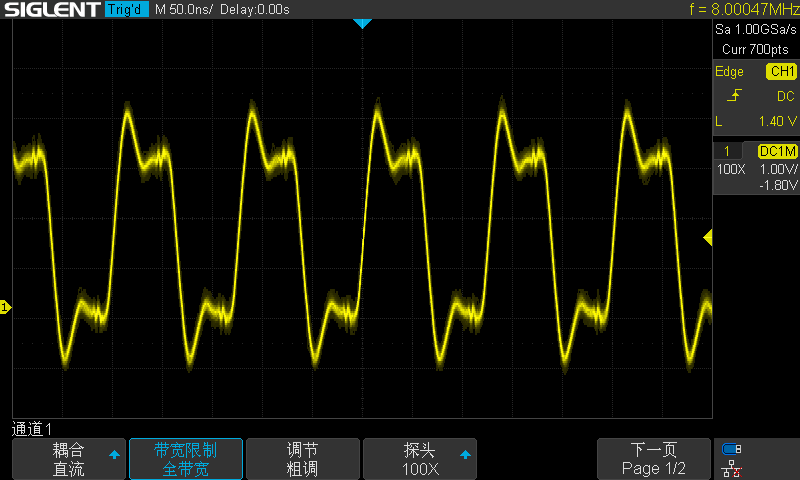 SIGLENT Trig'd M 50.0ns/ Delay:0.00s f = 8.00047MHz
Sa 1.00GSa/s
Curr 700pts
Edge CH1
DC
L 1.40 V
1 DC1M
100X 1.00V/
-1.80V
1
通道1
耦合 带宽限制 调节 探头 下一页
直流 全带宽 粗调 100X Page 1/2